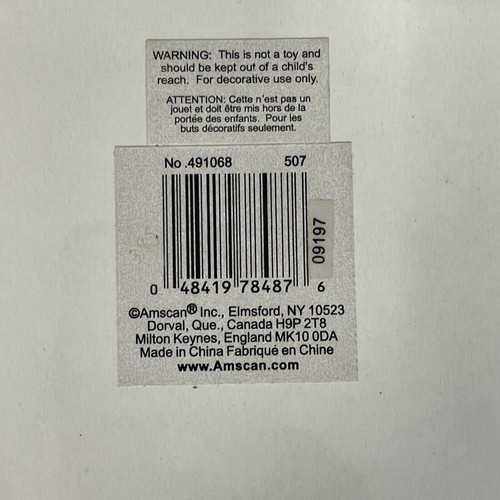 WARNING: This is not a toy and
should be kept out of a child's
reach. For decorative use only.
ATTENTION: Cette n'est pas un
jouet et doit être mis hors de la
portée des enfants. Pour les
buts décoratifs seulement.
No .491068 507
09197
0 48419 78487 6
©Amscan® Inc., Elmsford, NY 10523
Dorval, Que., Canada H9P 2T8
Milton Keynes, England MK10 0DA
Made in China Fabriqué en Chine
www.Amscan.com